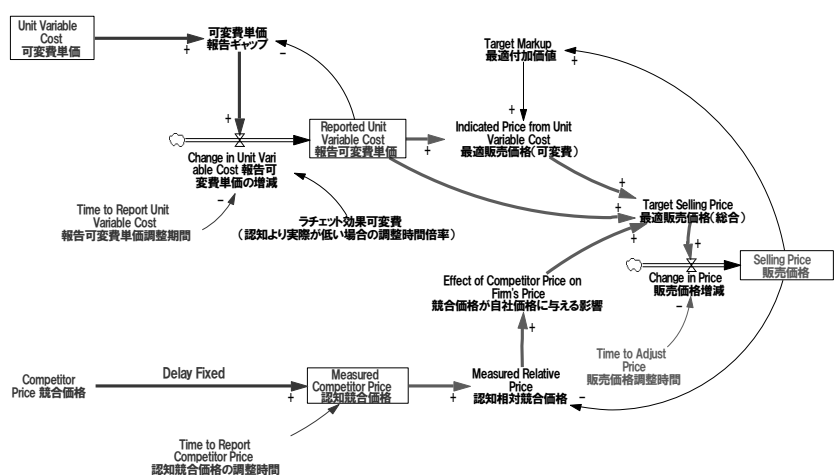 Unit Variable
Cost
可変費単価
+
可変費単価
報告ギャップ
−
Target Markup
最適付加価値
+
+
+
Reported Unit
Variable Cost
報告可変費単価
+
Indicated Price from Unit
Variable Cost
最適販売価格(可変費)
Change in Unit Vari
able Cost 報告可
変費単価の増減
−
+
Time to Report Unit
Variable Cost
報告可変費単価調整期間
ラチェット効果可変費
(認知より実際が低い場合の調整時間倍率)
+
+
Target Selling Price
最適販売価格(総合)
+
Selling Price
販売価格
Change in Price
販売価格増減
−
Effect of Competitor Price on
Firm's Price
競合価格が自社価格に与える影響
+
Time to Adjust
Price
販売価格調整時間
Competitor
Price 競合価格
Delay Fixed
+
Measured
Competitor Price
認知競合価格
+
Measured Relative
Price
認知相対競合価格
−
Time to Report
Competitor Price
認知競合価格の調整時間